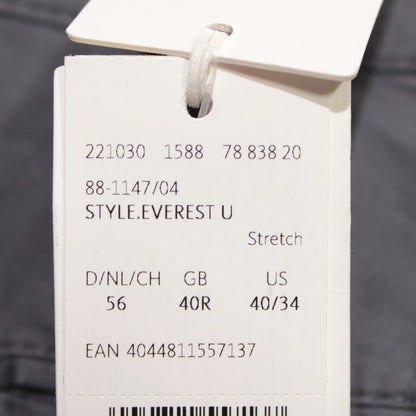 221030 1588 78 838 20
88-1147/04
STYLE.EVEREST U
Stretch
D/NL/CH GB US
56 40R 40/34
EAN 4044811557137